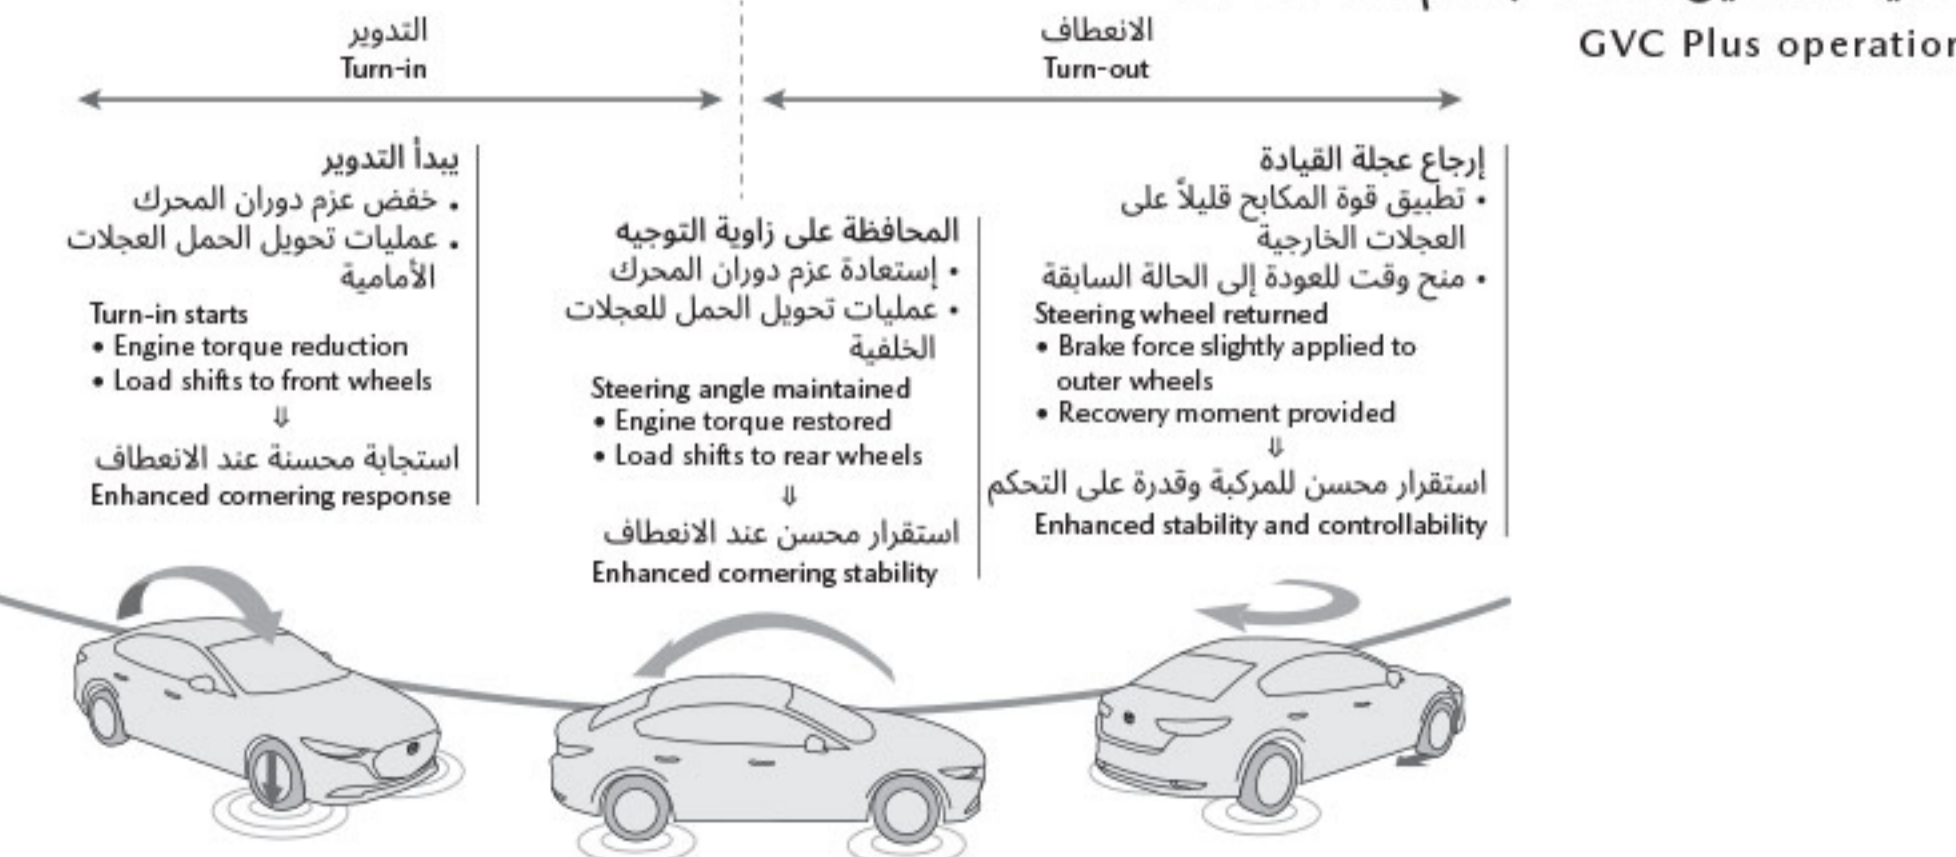 التدوير
Turn-in
الانعطاف
Turn-out
GVC Plus operation
يبدأ التدوير
• خفض عزم دوران المحرك
• عمليات تحويل الحمل العجلات
الأمامية
Turn-in starts
• Engine torque reduction
• Load shifts to front wheels
⇓
استجابة محسنة عند الانعطاف
Enhanced cornering response
المحافظة على زاوية التوجيه
• إستعادة عزم دوران المحرك
• عمليات تحويل الحمل للعجلات
الخلفية
Steering angle maintained
• Engine torque restored
• Load shifts to rear wheels
⇓
استقرار محسن عند الانعطاف
Enhanced cornering stability
إرجاع عجلة القيادة
• تطبيق قوة المكابح قليلاً على
العجلات الخارجية
• منح وقت للعودة إلى الحالة السابقة
Steering wheel returned
• Brake force slightly applied to
outer wheels
• Recovery moment provided
⇓
استقرار محسن للمركبة وقدرة على التحكم
Enhanced stability and controllability